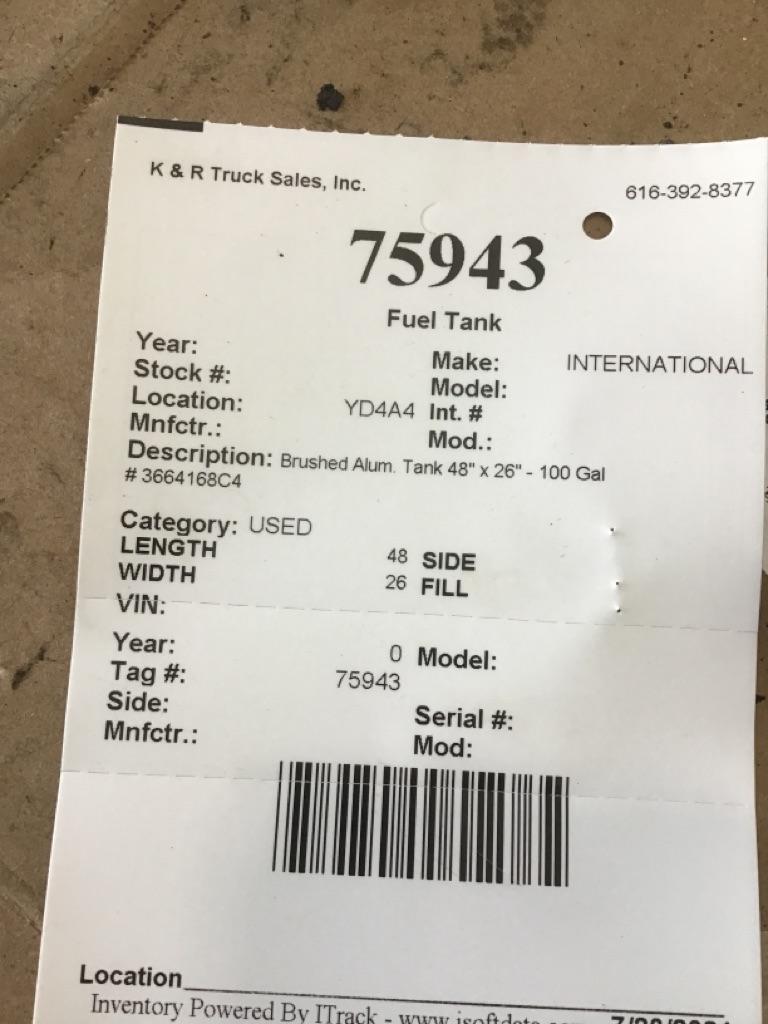 K & R Truck Sales, Inc. 616-392-8377
75943
Fuel Tank
Year: Make: INTERNATIONAL
Stock #: Model:
Location: YD4A4 Int. #
Mnfctr.: Mod.:
Description: Brushed Alum. Tank 48" x 26" - 100 Gal
# 3664168C4
Category: USED
LENGTH 48 SIDE
WIDTH 26 FILL
VIN:
Year: 0 Model:
Tag #: 75943
Side: Serial #:
Mnfctr.: Mod:
Location
Inventory Powered By ITrack - www